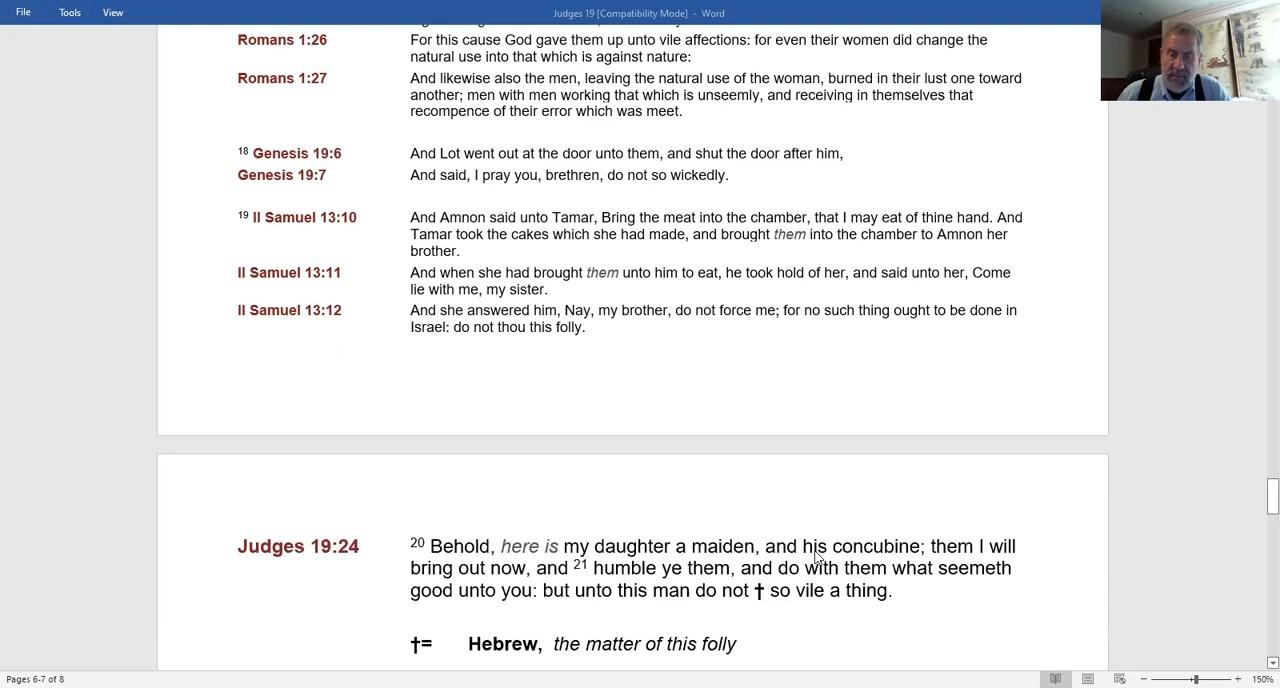 File Tools View Judges 19 [Compatibility Mode] - Word
Romans 1:26 For this cause God gave them up unto vile affections: for even their women did change the
natural use into that which is against nature:
Romans 1:27 And likewise also the men, leaving the natural use of the woman, burned in their lust one toward
another; men with men working that which is unseemly, and receiving in themselves that
recompence of their error which was meet.
18 Genesis 19:6 And Lot went out at the door unto them, and shut the door after him,
Genesis 19:7 And said, I pray you, brethren, do not so wickedly.
19 II Samuel 13:10 And Amnon said unto Tamar, Bring the meat into the chamber, that I may eat of thine hand. And
Tamar took the cakes which she had made, and brought them into the chamber to Amnon her
brother.
II Samuel 13:11 And when she had brought them unto him to eat, he took hold of her, and said unto her, Come
lie with me, my sister.
II Samuel 13:12 And she answered him, Nay, my brother, do not force me; for no such thing ought to be done in
Israel: do not thou this folly.
Judges 19:24 20 Behold, here is my daughter a maiden, and his concubine; them I will
bring out now, and 21 humble ye them, and do with them what seemeth
good unto you: but unto this man do not † so vile a thing.
†= Hebrew, the matter of this folly
Pages 6-7 of 8 150%